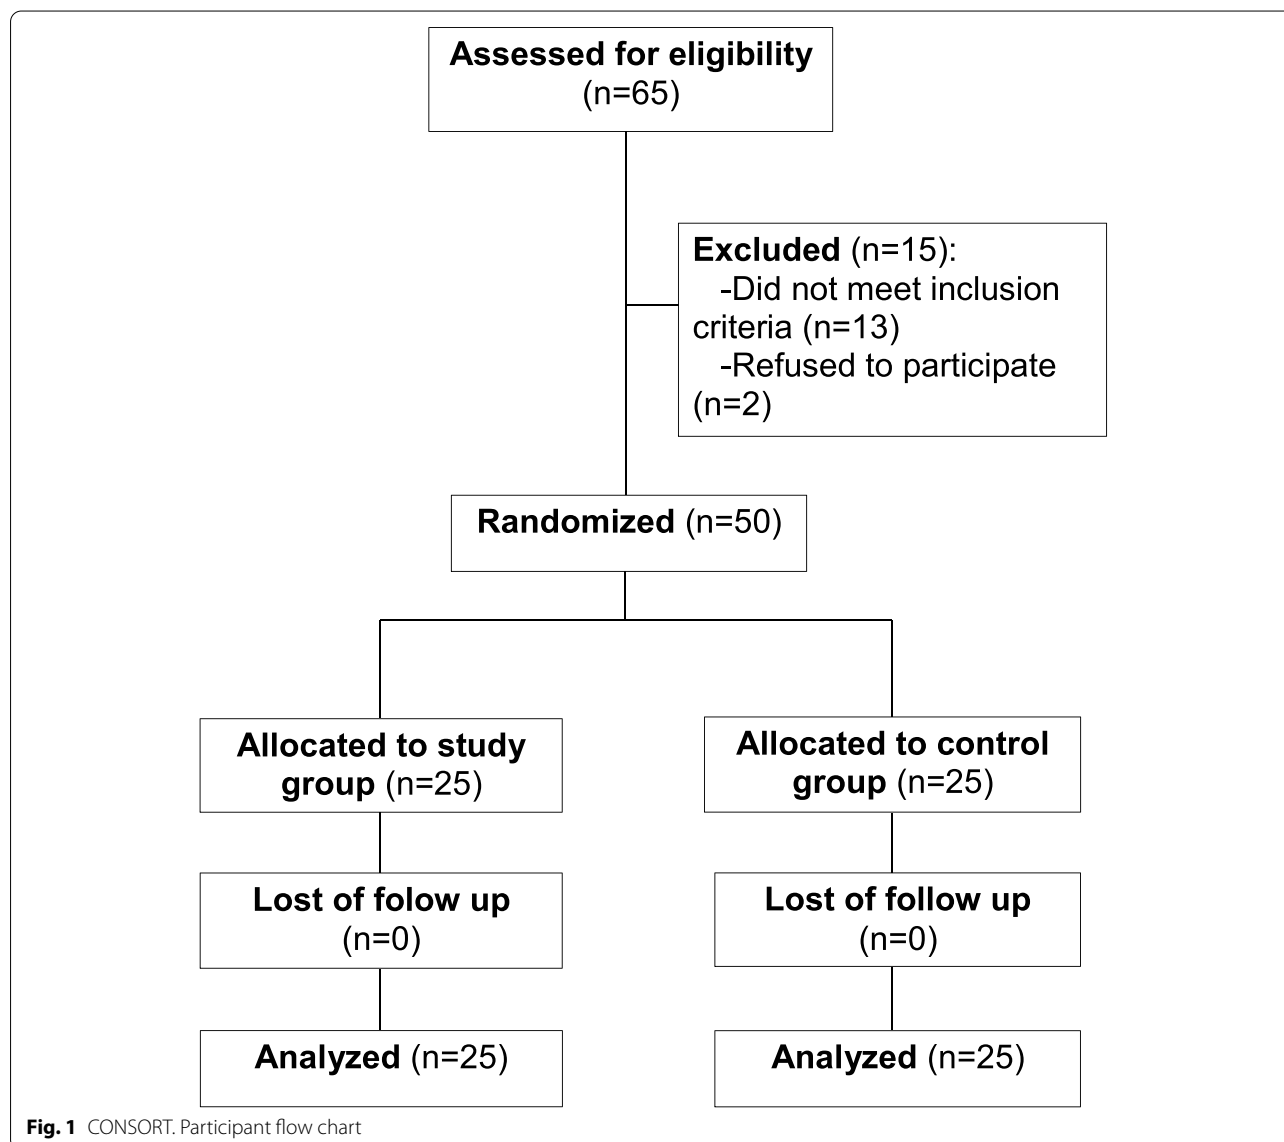 Assessed for eligibility
(n=65)
Excluded (n=15):
-Did not meet inclusion
criteria (n=13)
-Refused to participate
(n=2)
Randomized (n=50)
Allocated to study
group (n=25)
Allocated to control
group (n=25)
Lost of folow up
(n=0)
Lost of follow up
(n=0)
Analyzed (n=25)
Analyzed (n=25)
Fig. 1 CONSORT. Participant flow chart